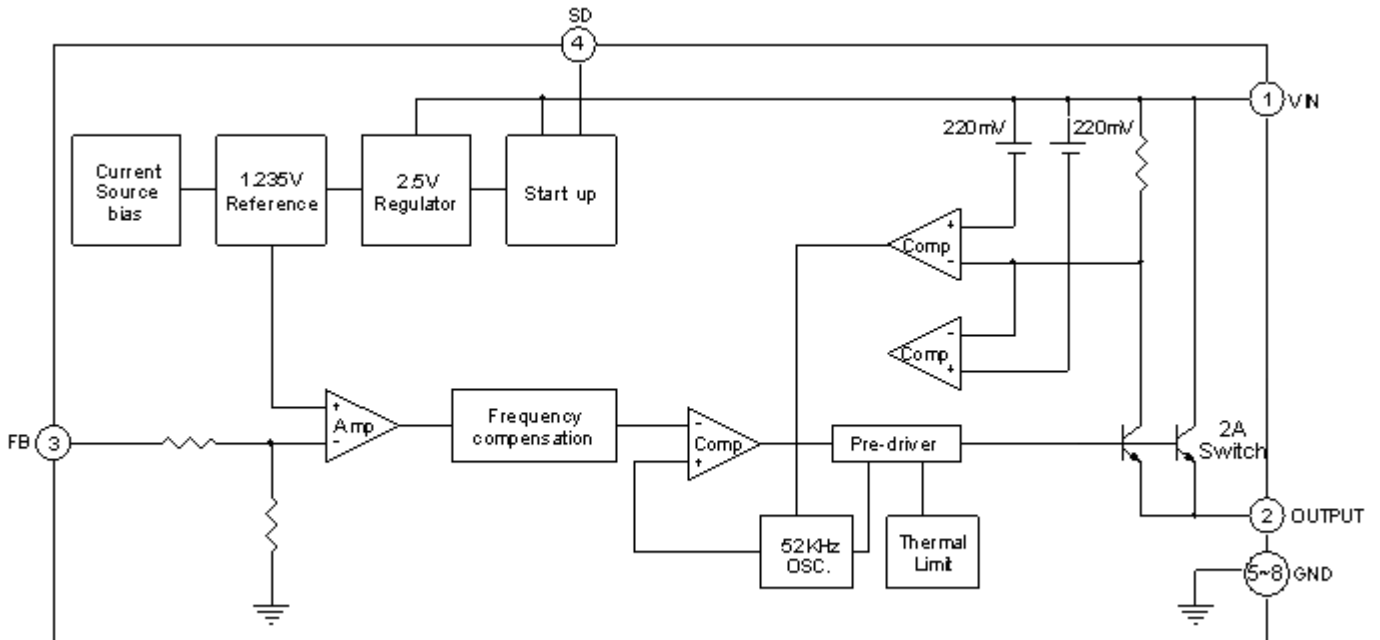 SD
4
1 VIN
220mV 220mV
Current
Source
bias
1.235V
Reference
2.5V
Regulator
Start up
+
Comp
-
-
Comp
+
FB 3
+
Amp
-
Frequency
compensation
-
Comp
+
Pre-driver
2A
Switch
2 OUTPUT
52KHz
OSC.
Thermal
Limit
5~8 GND